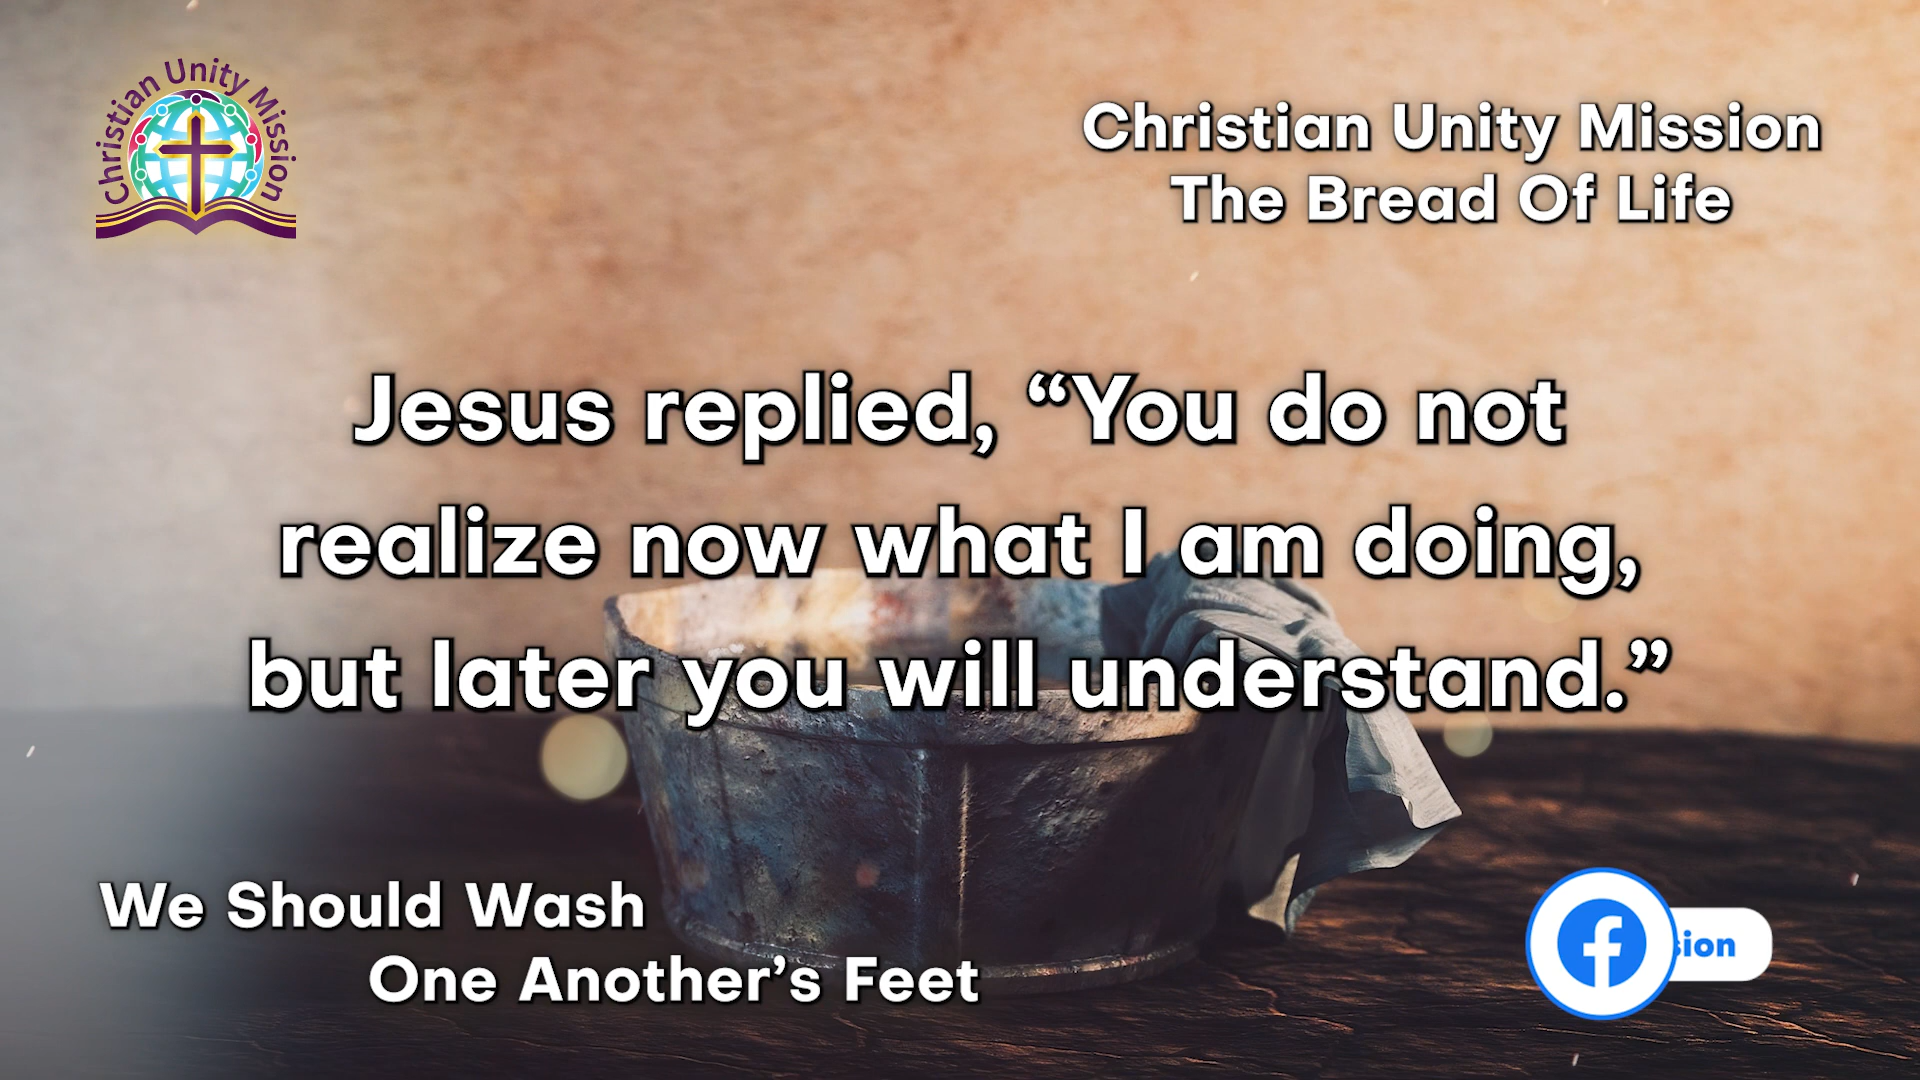 Christian Unity Mission
Christian Unity Mission
The Bread Of Life
Jesus replied, “You do not
realize now what I am doing,
but later you will understand.”
We Should Wash
One Another’s Feet